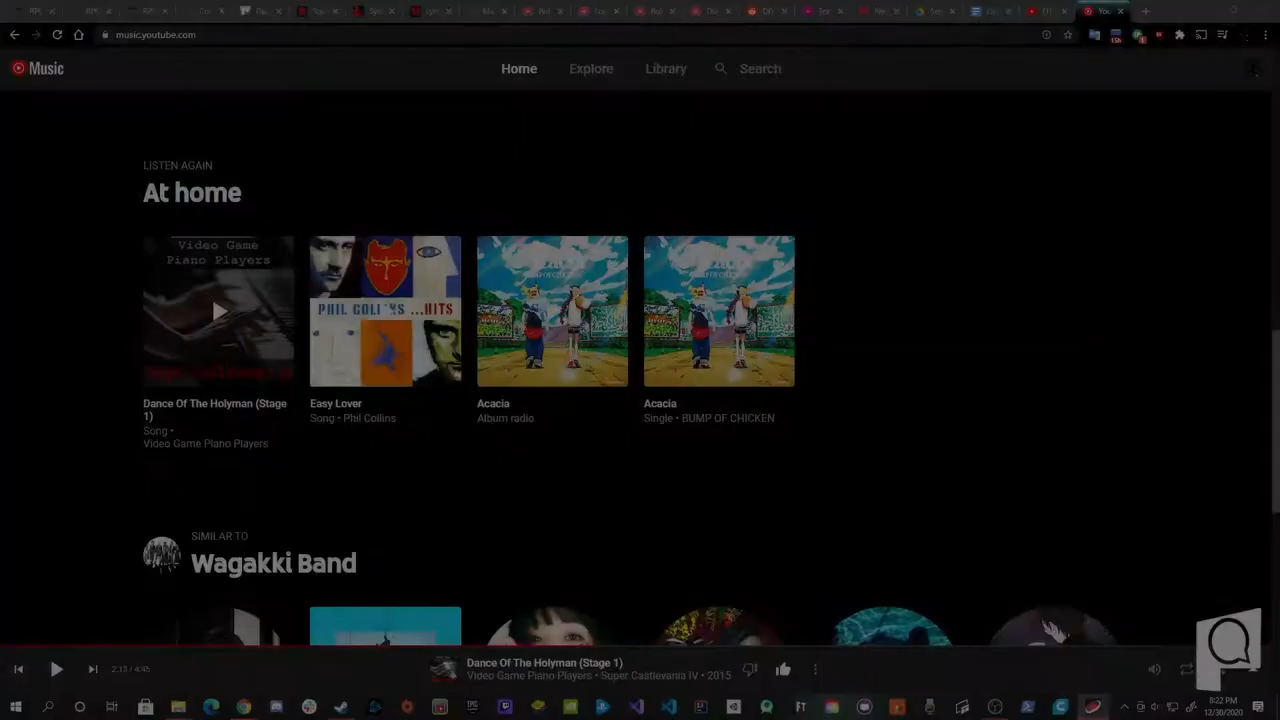 music.youtube.com
Music
Home
Explore
Library
Search
LISTEN AGAIN
At home
Video Game
Piano Players
PHIL COLLINS ...HITS
Dance Of The Holyman (Stage
1)
Song •
Video Game Piano Players
Easy Lover
Song • Phil Collins
Acacia
Album radio
Acacia
Single • BUMP OF CHICKEN
SIMILAR TO
Wagakki Band
2:13 / 4:45
Dance Of The Holyman (Stage 1)
Video Game Piano Players • Super Castlevania IV • 2015
8:22 PM
12/30/2020